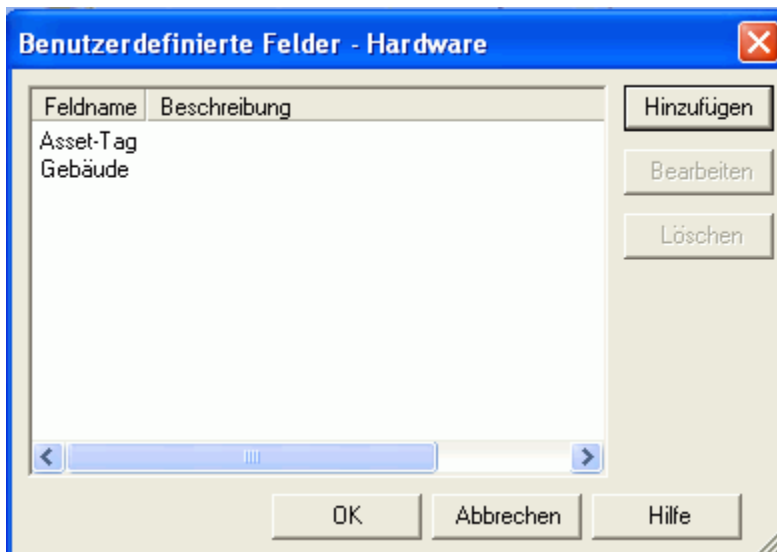 Benutzerdefinierte Felder - Hardware
Feldname Beschreibung
Asset-Tag
Gebäude
Hinzufügen
Bearbeiten
Löschen
OK Abbrechen Hilfe